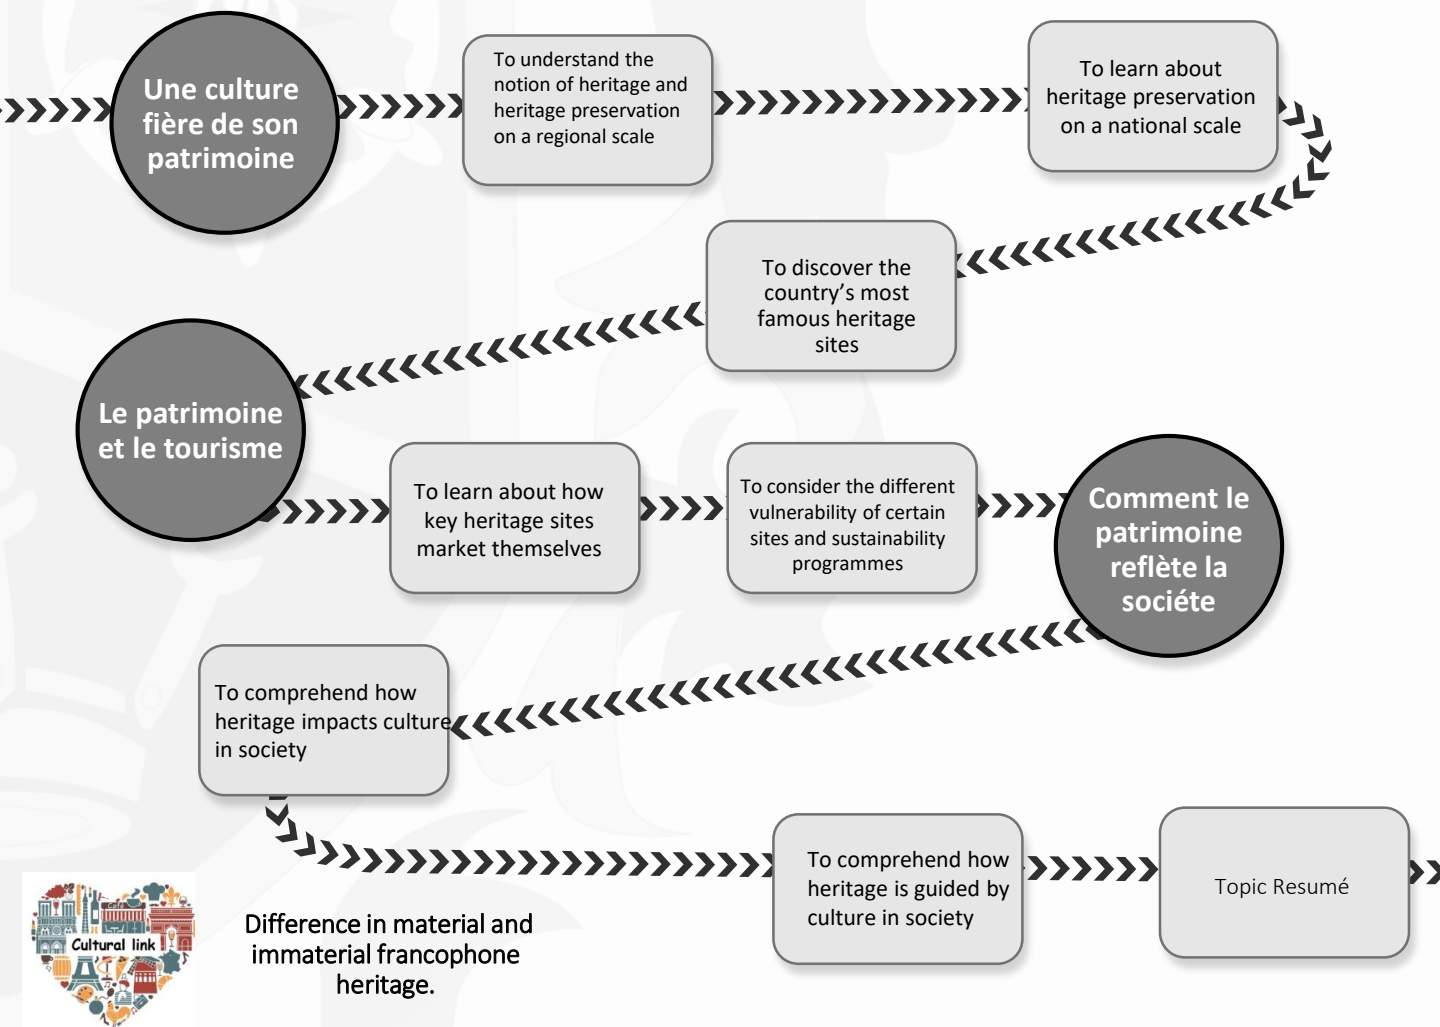 Une culture
fière de son
patrimoine
To understand the
notion of heritage and
heritage preservation
on a regional scale
To learn about
heritage preservation
on a national scale
To discover the
country's most
famous heritage
sites
Le patrimoine
et le tourisme
To learn about how
key heritage sites
market themselves
To consider the different
vulnerability of certain
sites and sustainability
programmes
Comment le
patrimoine
reflète la
sociéte
To comprehend how
heritage impacts culture
in society
To comprehend how
heritage is guided by
culture in society
Topic Resumé
Cultural link
Difference in material and
immaterial francophone
heritage.